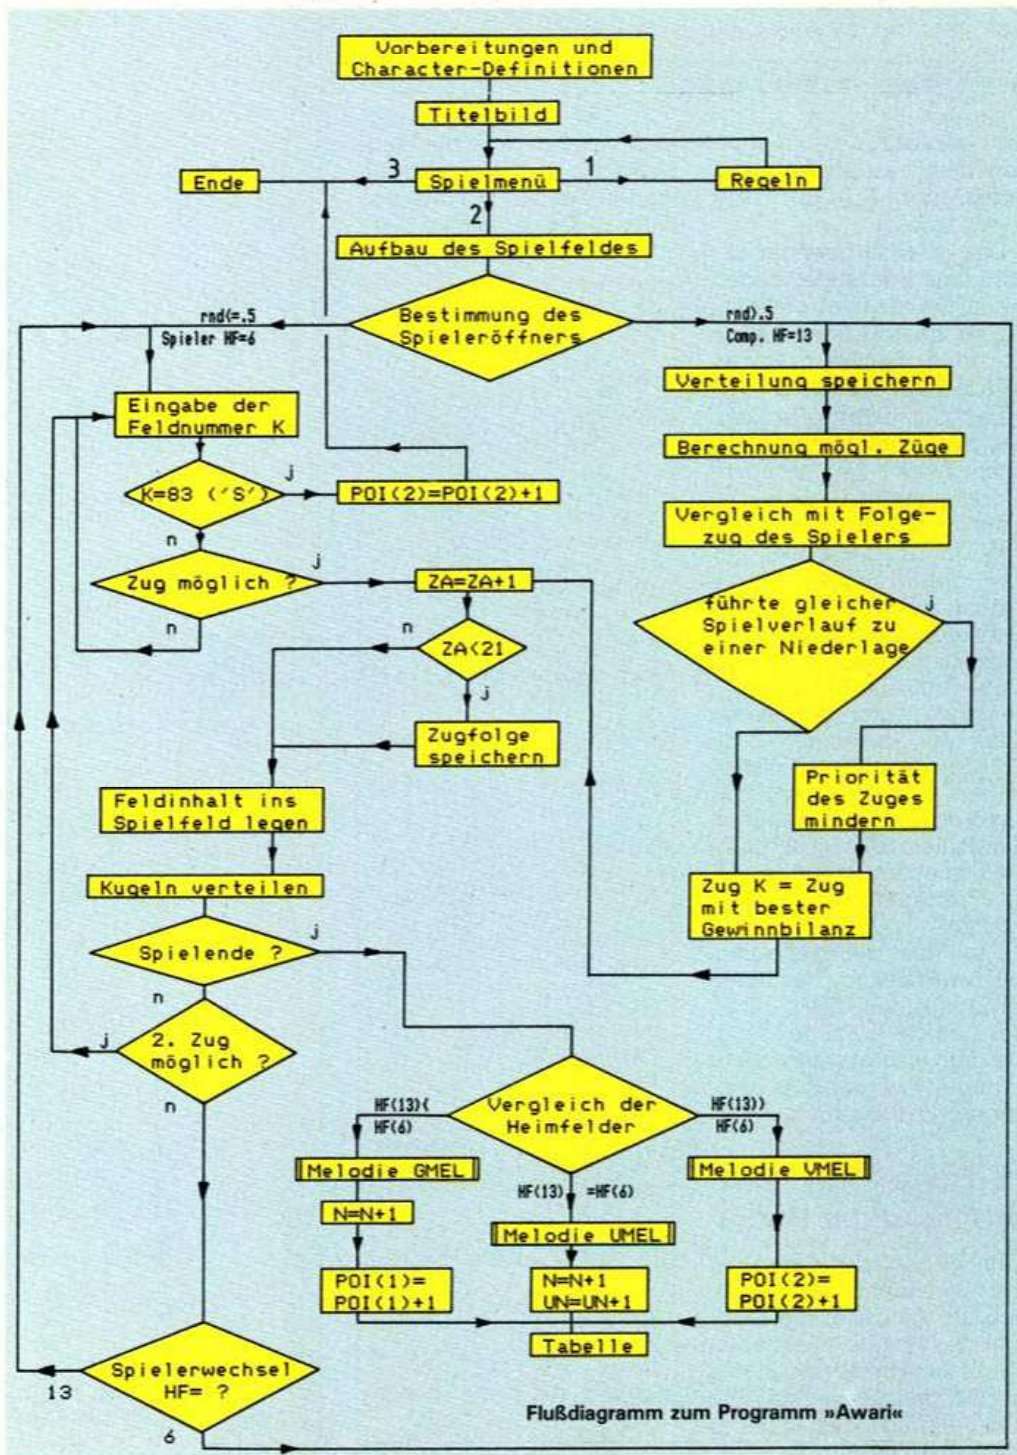 Vorbereitungen und
Character-Definitionen
Titelbild
3
1
Ende
Spielmenü
Regeln
2
Aufbau des Spielfeldes
rnd<=.5
Spieler HF=6
Bestimmung des
Spieleröffners
rnd).5
Comp. HF=13
Verteilung speichern
Eingabe der
Feldnummer K
Berechnung mögl. Züge
K=83 ('S')
j
POI(2)=POI(2)+1
n
Vergleich mit Folge-
zug des Spielers
Zug möglich ?
j
ZA=ZA+1
n
führte gleicher
Spielverlauf zu
einer Niederlage
j
n
ZA<21
j
Zugfolge
speichern
Priorität
des Zuges
mindern
Feldinhalt ins
Spielfeld legen
Kugeln verteilen
Zug K = Zug
mit bester
Gewinnbilanz
Spielende ?
j
n
2. Zug
möglich ?
j
n
Vergleich der
Heimfelder
HF(13)(
HF(6)
HF(13))
HF(6)
Melodie GMEL
HF(13) =HF(6)
Melodie VMEL
N=N+1
Melodie UMEL
POI(1)=
POI(1)+1
N=N+1
UN=UN+1
POI(2)=
POI(2)+1
Tabelle
Spielerwechsel
HF= ?
13
6
Flußdiagramm zum Programm »Awari«